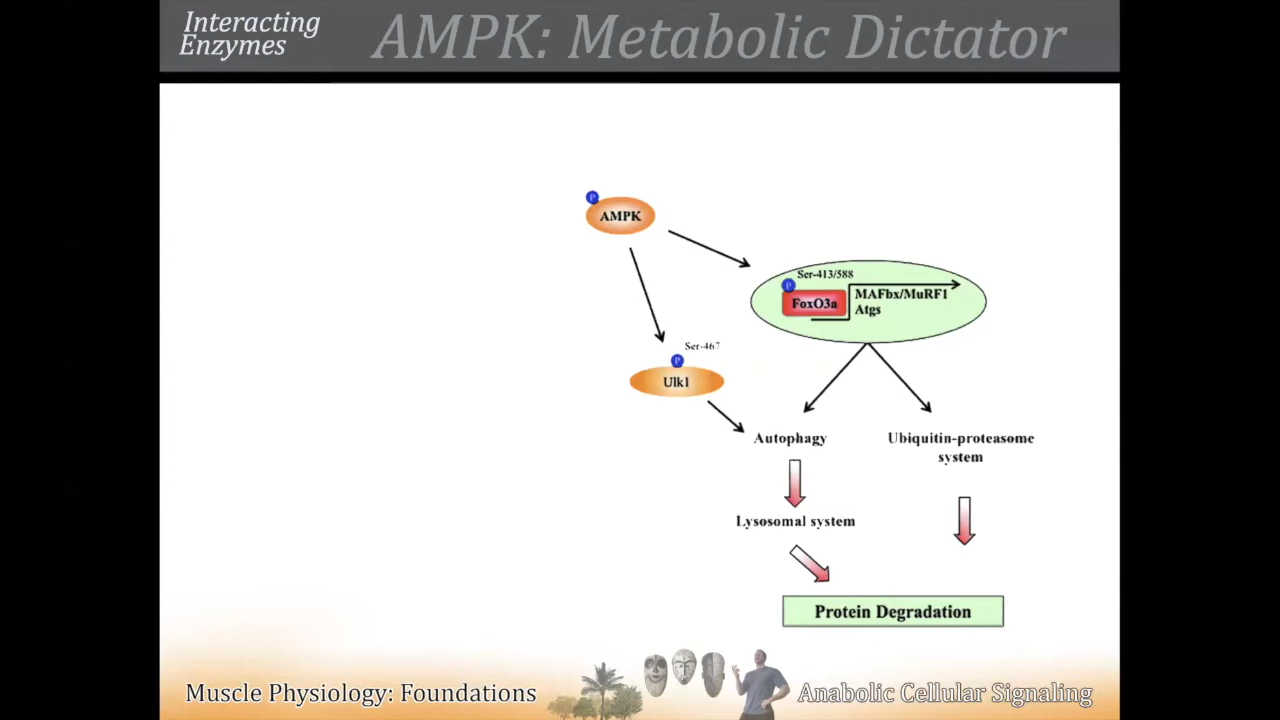 Interacting
Enzymes
AMPK: Metabolic Dictator
P
AMPK
Ser-413/588
P
FoxO3a
MAFbx/MuRF1
Atgs
Ser-467
P
Ulk1
Autophagy
Ubiquitin-proteasome
system
Lysosomal system
Protein Degradation
Muscle Physiology: Foundations
Anabolic Cellular Signaling